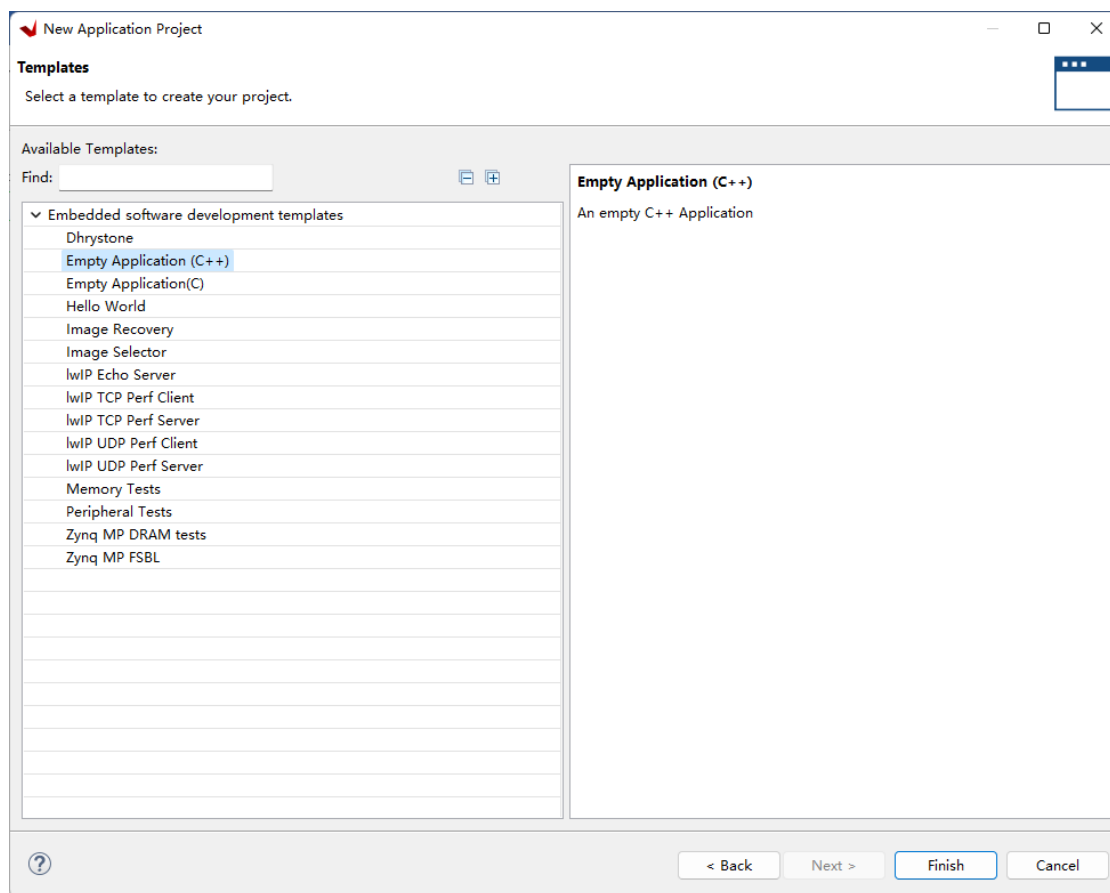 New Application Project
Templates
Select a template to create your project.
Available Templates:
Find:
Embedded software development templates
Dhrystone
Empty Application (C++)
Empty Application(C)
Hello World
Image Recovery
Image Selector
lwIP Echo Server
lwIP TCP Perf Client
lwIP TCP Perf Server
lwIP UDP Perf Client
lwIP UDP Perf Server
Memory Tests
Peripheral Tests
Zynq MP DRAM tests
Zynq MP FSBL
Empty Application (C++)
An empty C++ Application
?
< Back
Next >
Finish
Cancel